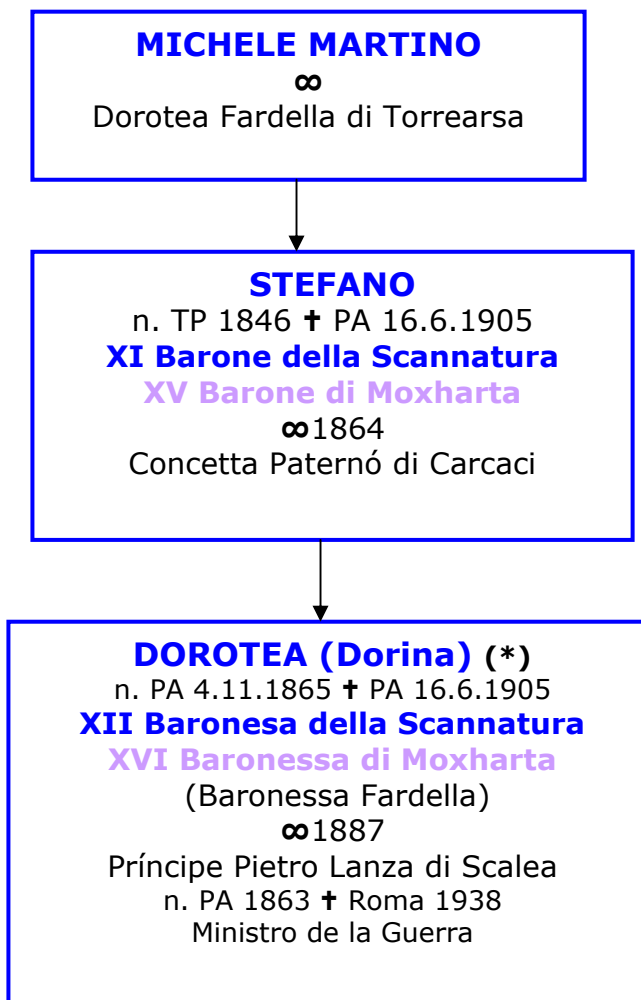 MICHELE MARTINO
∞
Dorotea Fardella di Torrearsa
STEFANO
n. TP 1846 ✝ PA 16.6.1905
XI Barone della Scannatura
XV Barone di Moxharta
∞1864
Concetta Paternó di Carcaci
DOROTEA (Dorina) (*)
n. PA 4.11.1865 ✝ PA 16.6.1905
XII Baronesa della Scannatura
XVI Baronessa di Moxharta
(Baronessa Fardella)
∞1887
Príncipe Pietro Lanza di Scalea
n. PA 1863 ✝ Roma 1938
Ministro de la Guerra